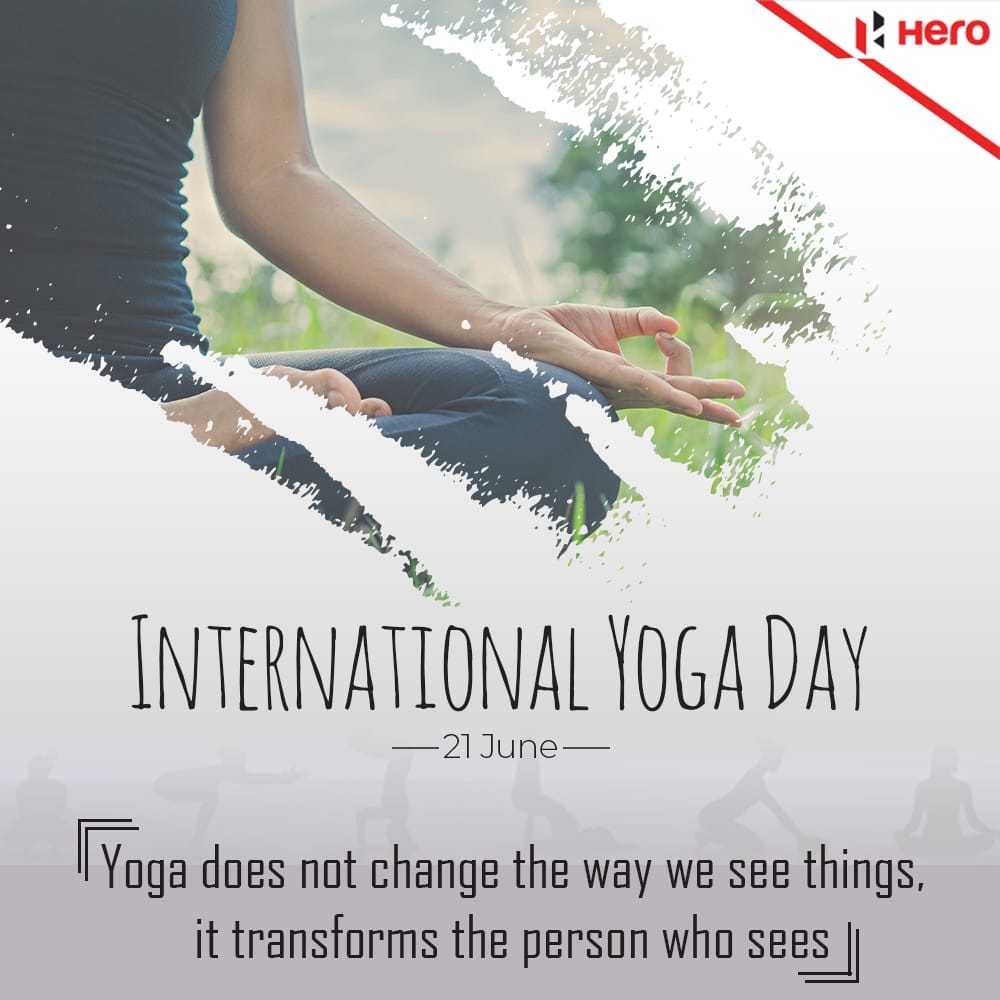 Hero
INTERNATIONAL YOGA DAY
21 June
Yoga does not change the way we see things,
it transforms the person who sees